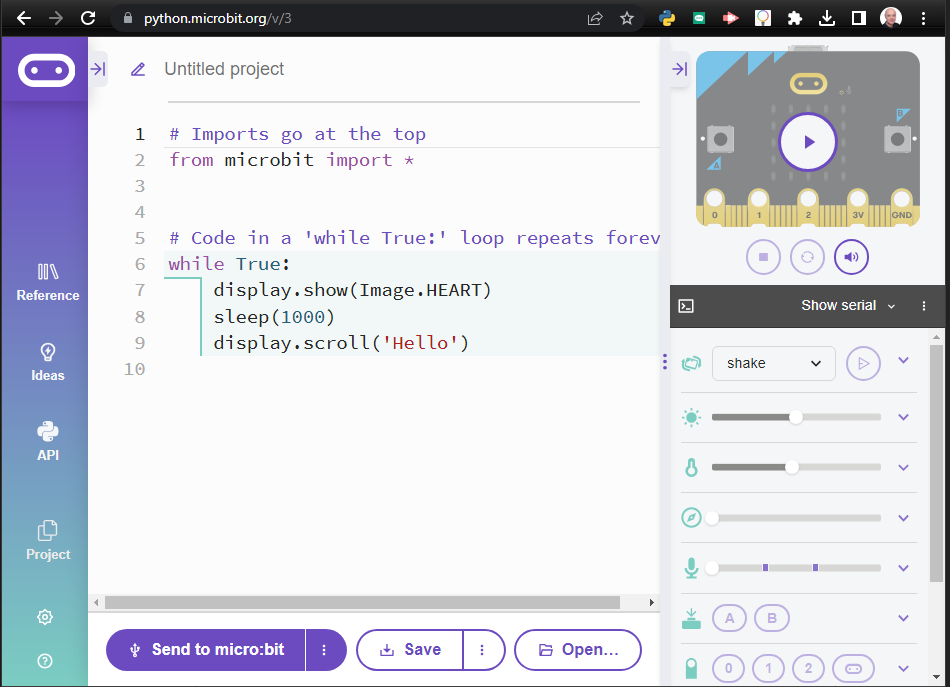 python.microbit.org/v/3
Untitled project
1 # Imports go at the top
2 from microbit import *
3
4
5 # Code in a 'while True:' loop repeats forev
6 while True:
7 display.show(Image.HEART)
8 sleep(1000)
9 display.scroll('Hello')
10
Reference
Ideas
API
Project
Send to micro:bit
Save
Open...
A
B
0 1 2 3V GND
Show serial
shake
A B
0 1 2